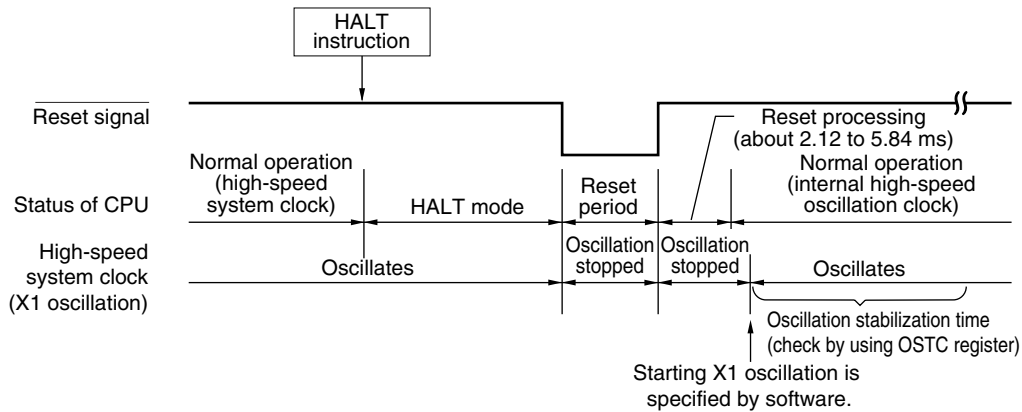 HALT
instruction
Reset signal
Reset processing
(about 2.12 to 5.84 ms)
Status of CPU
Normal operation
(high-speed
system clock)
HALT mode
Reset
period
Normal operation
(internal high-speed
oscillation clock)
High-speed
system clock
(X1 oscillation)
Oscillates
Oscillation
stopped
Oscillation
stopped
Oscillates
Oscillation stabilization time
(check by using OSTC register)
Starting X1 oscillation is
specified by software.